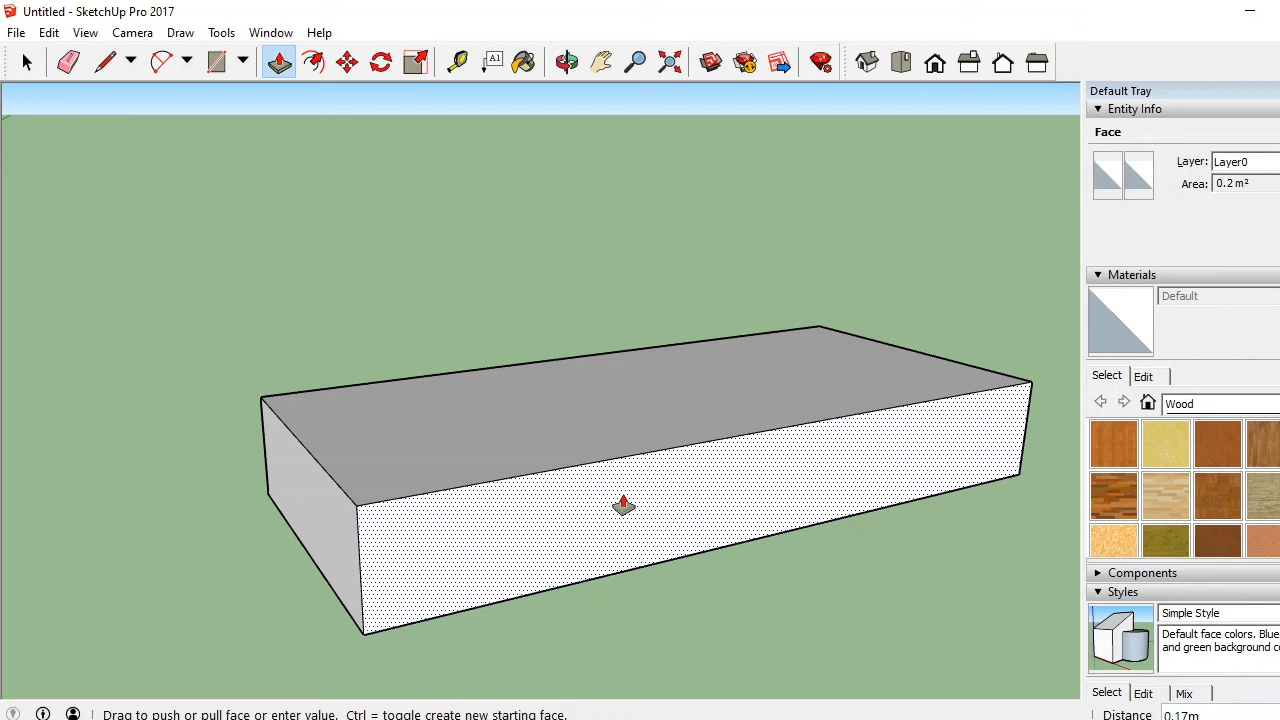 Untitled - SketchUp Pro 2017
File Edit View Camera Draw Tools Window Help
A1
Default Tray
Entity Info
Face
Layer: Layer0
Area: 0.2 m²
Materials
Default
Select Edit
Wood
Components
Styles
Simple Style
Default face colors. Blue
and green background
Select Edit Mix
Drag to push or pull face or enter value. Ctrl = toggle create new starting face.
Distance 0.17m